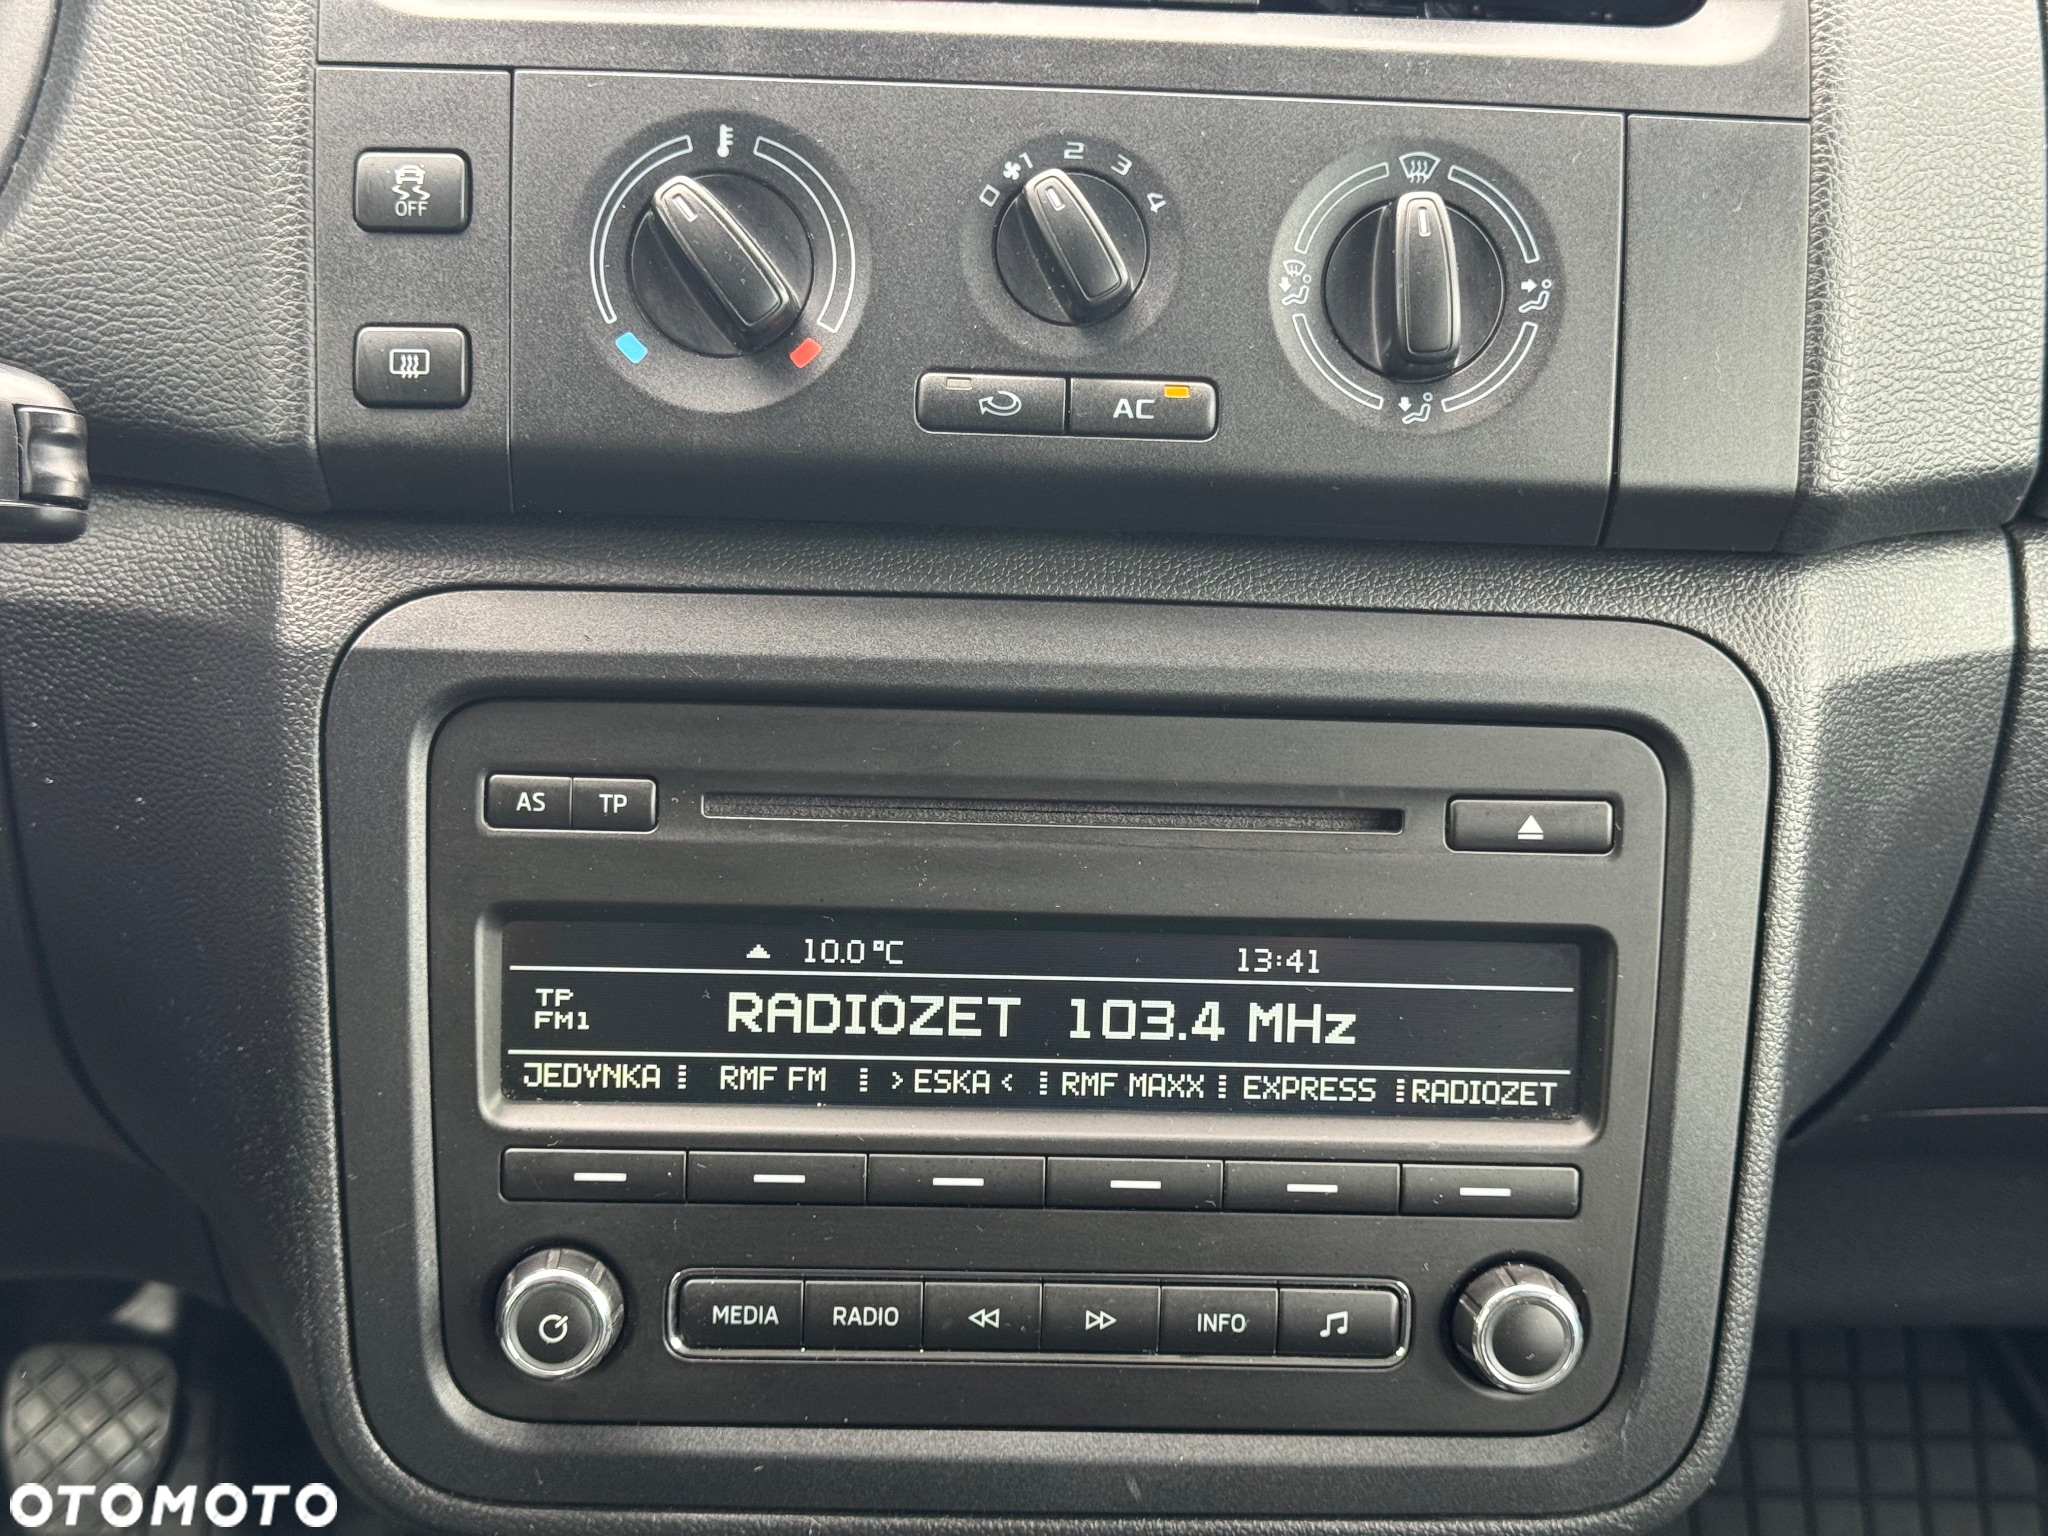 OFF
0 1 2 3 4
AC
AS TP
10.0 °C 13:41
TP
FM1
RADIOZET 103.4 MHz
JEDYNKA RMF FM > ESKA < RMF MAXX EXPRESS RADIOZET
MEDIA RADIO INFO
OTOMOTO